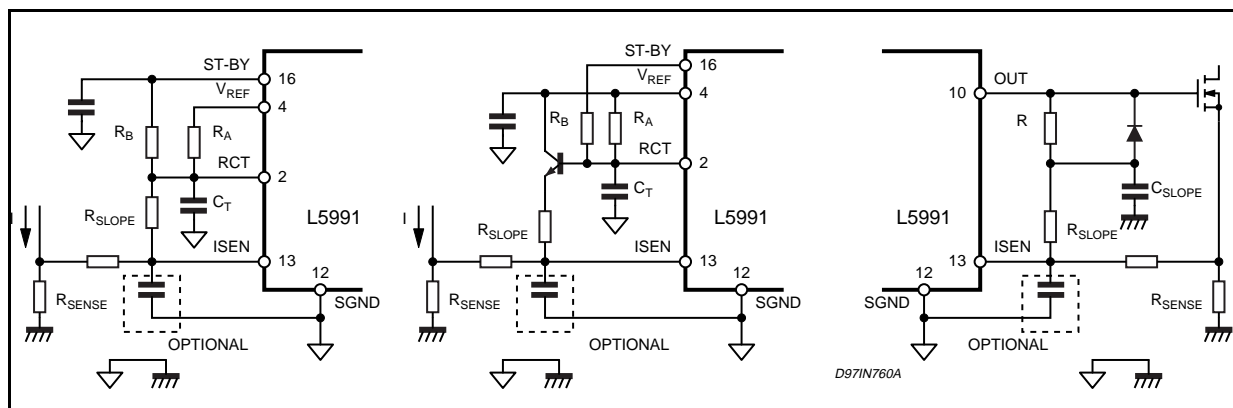 ST-BY
16
VREF
4
RB
RA
RCT
2
CT
RSLOPE
L5991
I
ISEN
13
12
RSENSE
SGND
OPTIONAL
ST-BY
16
VREF
4
RB
RA
RCT
2
CT
L5991
I
RSLOPE
ISEN
13
12
RSENSE
SGND
OPTIONAL
OUT
10
R
CSLOPE
L5991
RSLOPE
ISEN
12
13
SGND
RSENSE
OPTIONAL
D97IN760A